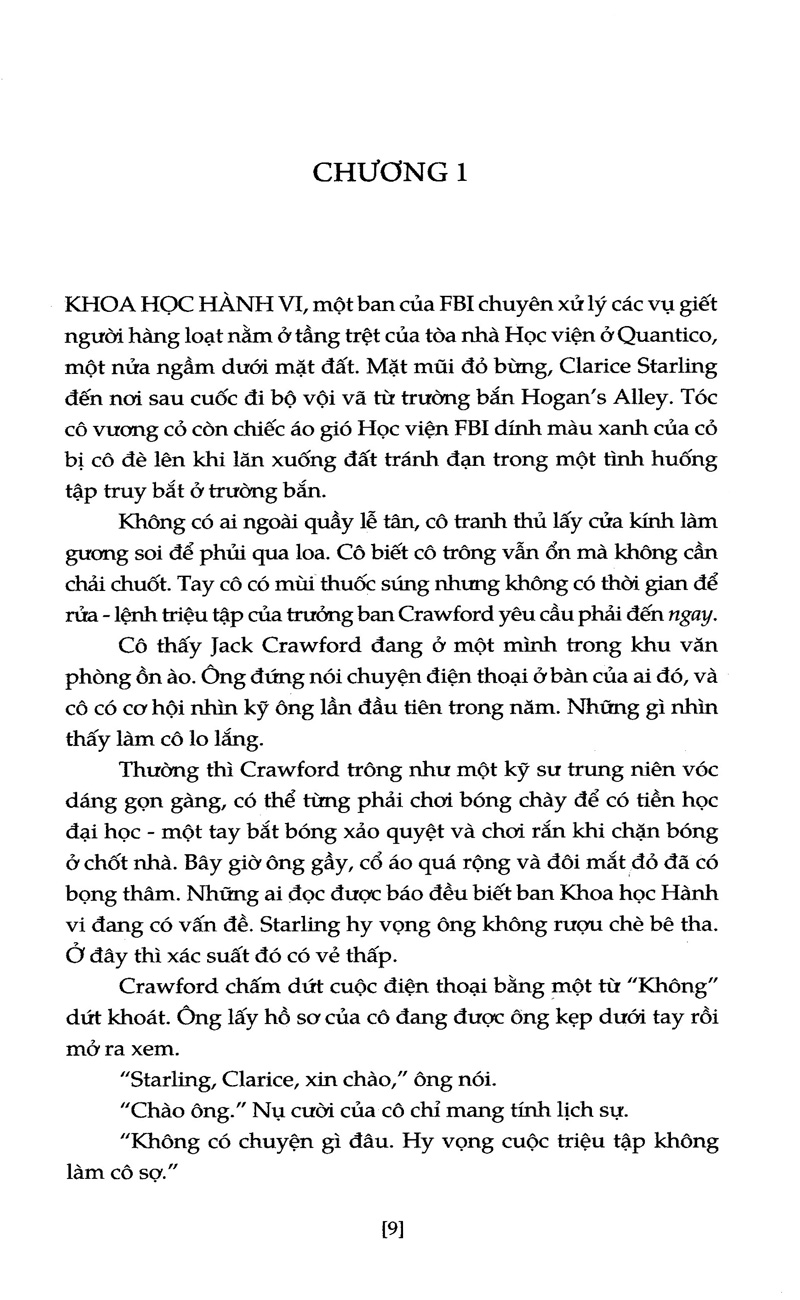 CHƯƠNG 1
KHOA HỌC HÀNH VI, một ban của FBI chuyên xử lý các vụ giết
người hàng loạt nằm ở tầng trệt của tòa nhà Học viện ở Quantico,
một nửa ngầm dưới mặt đất. Mặt mũi đỏ bừng, Clarice Starling
đến nơi sau cuốc đi bộ vội vã từ trường bắn Hogan's Alley. Tóc
cô vương cỏ còn chiếc áo gió Học viện FBI dính màu xanh của cỏ
bị cô đè lên khi lăn xuống đất tránh đạn trong một tình huống
tập truy bắt ở trường bắn.
Không có ai ngoài quầy lễ tân, cô tranh thủ lấy cửa kính làm
gương soi để phủi qua loa. Cô biết cô trông vẫn ổn mà không cần
chải chuốt. Tay cô có mùi thuốc súng nhưng không có thời gian để
rửa - lệnh triệu tập của trưởng ban Crawford yêu cầu phải đến ngay.
Cô thấy Jack Crawford đang ở một mình trong khu văn
phòng ồn ào. Ông đứng nói chuyện điện thoại ở bàn của ai đó, và
cô có cơ hội nhìn kỹ ông lần đầu tiên trong năm. Những gì nhìn
thấy làm cô lo lắng.
Thường thì Crawford trông như một kỹ sư trung niên vóc
dáng gọn gàng, có thể từng phải chơi bóng chày để có tiền học
đại học - một tay bắt bóng xảo quyệt và chơi rắn khi chặn bóng
ở chốt nhà. Bây giờ ông gầy, cổ áo quá rộng và đôi mắt đỏ đã có
bọng thâm. Những ai đọc được báo đều biết ban Khoa học Hành
vi đang có vấn đề. Starling hy vọng ông không rượu chè bê tha.
Ở đây thì xác suất đó có vẻ thấp.
Crawford chấm dứt cuộc điện thoại bằng một từ "Không"
dứt khoát. Ông lấy hồ sơ của cô đang được ông kẹp dưới tay rồi
mở ra xem.
"Starling, Clarice, xin chào," ông nói.
"Chào ông." Nụ cười của cô chỉ mang tính lịch sự.
"Không có chuyện gì đâu. Hy vọng cuộc triệu tập không
làm cô sợ."
[9]